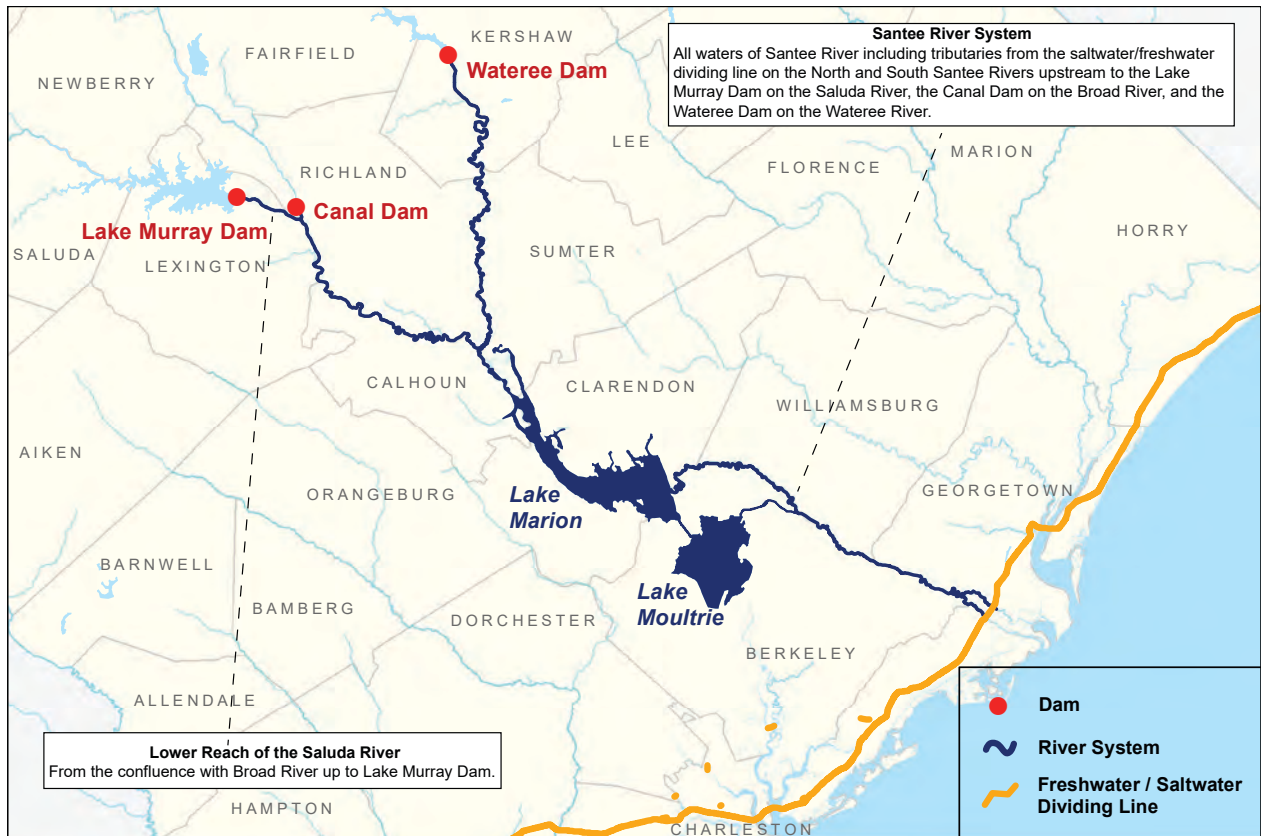 KERSHAW
FAIRFIELD
Wateree Dam
NEWBERRY
Santee River System
All waters of Santee River including tributaries from the saltwater/freshwater
dividing line on the North and South Santee Rivers upstream to the Lake
Murray Dam on the Saluda River, the Canal Dam on the Broad River, and the
Wateree Dam on the Wateree River.
LEE
MARION
FLORENCE
RICHLAND
Canal Dam
Lake Murray Dam
HORRY
SALUDA
LEXINGTON
SUMTER
CALHOUN
CLARENDON
WILLIAMSBURG
AIKEN
ORANGEBURG
Lake
Marion
GEORGETOWN
BARNWELL
BAMBERG
Lake
Moultrie
DORCHESTER
BERKELEY
ALLENDALE
Lower Reach of the Saluda River
From the confluence with Broad River up to Lake Murray Dam.
HAMPTON
CHARLESTON
Dam
River System
Freshwater / Saltwater
Dividing Line